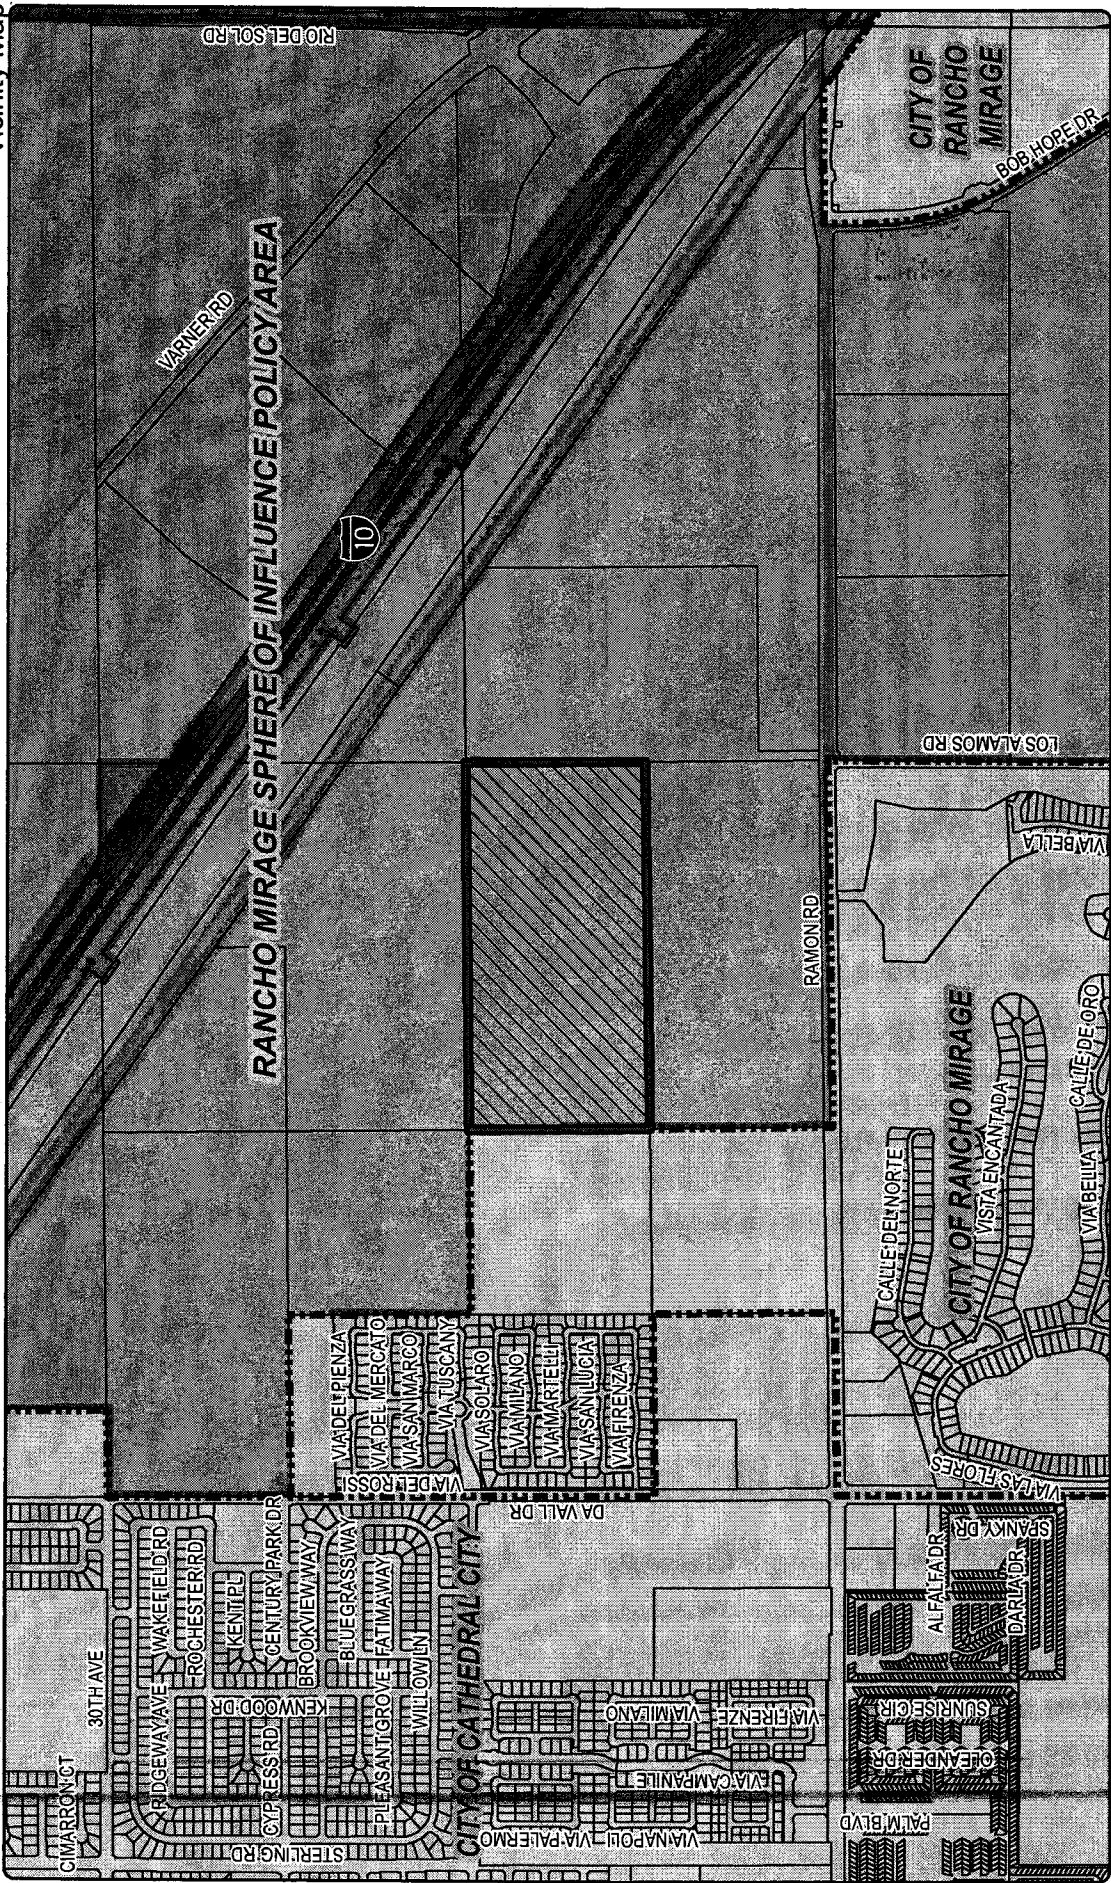 Vicinity Map
RIO DEL SOL RD
CITY OF
RANCHO
MIRAGE
BOB HOPE DR
VARNER RD
RANCHO MIRAGE SPHERE OF INFLUENCE POLICY AREA
10
LOS ALAMOS RD
VIA BELLA
RAMON RD
CITY OF RANCHO MIRAGE
CALLE DEL NORTE
VISTA ENCANTADA
CALLE DE ORO
VIA BELLA
VIA LAS FLORES
VIA DEL PIENZA
VIA DEL MERCATO
VIA SAN MARCO
VIA TUSCANY
VIA SOLARO
VIA MILANO
VIA MARTELLI
VIA SANTA LUCIA
VIA FIRENZA
VIA DEL ROSSI
DA VALL DR
CITY OF CATHEDRAL CITY
30TH AVE
CIMARRON CT
WAKEFIELD RD
ROCHESTER RD
KENT PL
CENTURY PARK DR
BROOKVIEW WAY
BLUEGRASS WAY
FATIMA WAY
RIDGEWAY AVE
KENWOOD DR
CYPRESS RD
PLEASANT GROVE
WILLOW LN
STERLING RD
VIA MILANO
VIA FIRENZE
VIA CAMPANILE
VIA PALERMO
VIA NAPOLI
ALFALFA DR
SPANKY DR
DARLA DR
SUNRISE CIR
OLEANDER DR
PALM BLVD